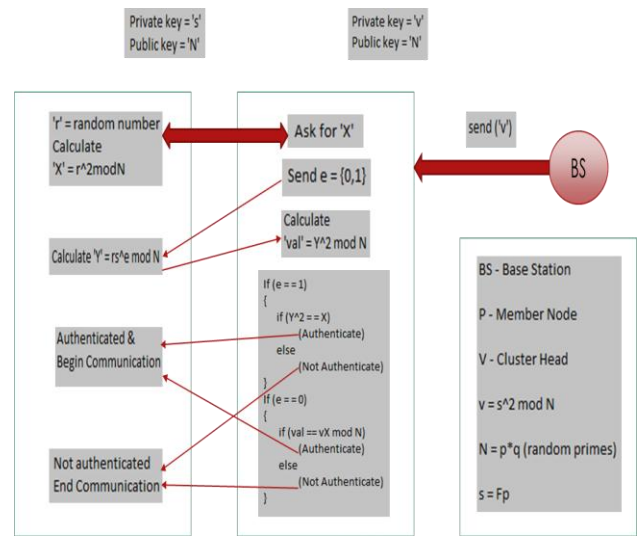 Private key = 's'
Public key = 'N'
Private key = 'v'
Public key = 'N'
'r' = random number
Calculate
'X' = r^2modN
Calculate 'Y' = rs^e mod N
Authenticated &
Begin Communication
Not authenticated
End Communication
Ask for 'X'
Send e = {0,1}
Calculate
'val' = Y^2 mod N
If (e == 1)
{
if (Y^2 == X)
(Authenticate)
else
(Not Authenticate)
}
If (e == 0)
{
if (val == vX mod N)
(Authenticate)
else
(Not Authenticate)
}
send ('v')
BS
BS - Base Station
P - Member Node
V - Cluster Head
v = s^2 mod N
N = p*q (random primes)
s = Fp